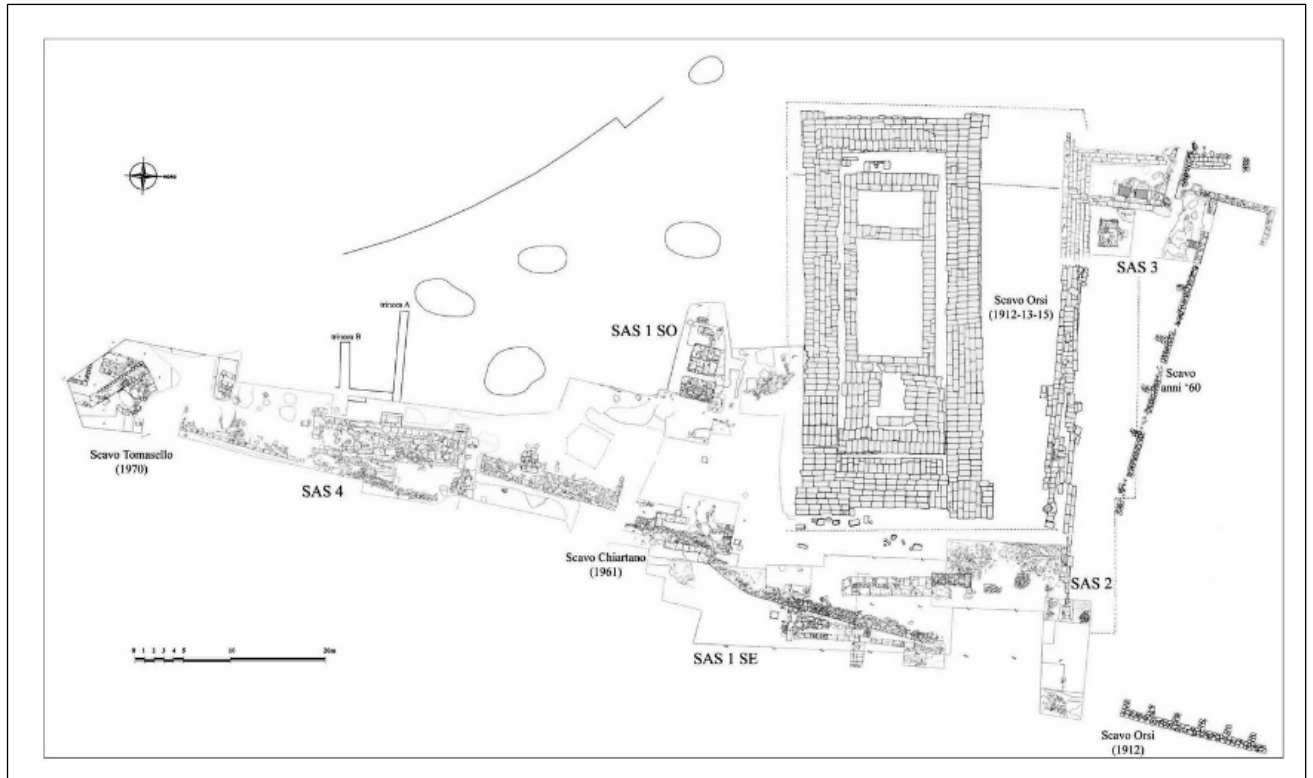 trincea A
trincea B
SAS 1 SO
Scavo Orsi
(1912-13-15)
SAS 3
Scavo
anni '60
Scavo Tomasello
(1970)
SAS 4
Scavo Chiartano
(1961)
SAS 2
SAS 1 SE
0 1 2 3 4 5 10 20m
Scavo Orsi
(1912)